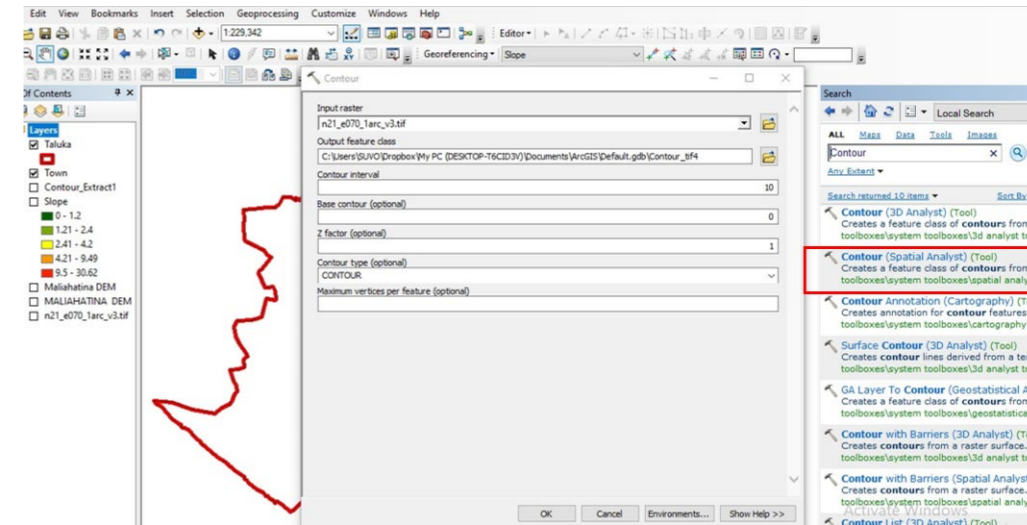 Edit View Bookmarks Insert Selection Geoprocessing Customize Windows Help
1:229,342
Editor
Georeferencing
Slope
Of Contents
Layers
Taluka
Town
Contour_Extract1
Slope
0 - 1.2
1.21 - 2.4
2.41 - 4.2
4.21 - 9.49
9.5 - 30.62
Maliahatina DEM
MALIAHATINA DEM
n21_e070_1arc_v3.tif
Contour
Input raster
n21_e070_1arc_v3.tif
Output feature class
C:\Users\SUVO\Dropbox\My PC (DESKTOP-T6CID3V)\Documents\ArcGIS\Default.gdb\Contour_tif4
Contour interval
10
Base contour (optional)
0
Z factor (optional)
1
Contour type (optional)
CONTOUR
Maximum vertices per feature (optional)
OK Cancel Environments... Show Help >>
Search
Local Search
ALL Maps Data Tools Images
Contour
Any Extent
Search returned 10 items Sort By
Contour (3D Analyst) (Tool)
Creates a feature class of contours from
toolboxes\system toolboxes\3d analyst to
Contour (Spatial Analyst) (Tool)
Creates a feature class of contours from
toolboxes\system toolboxes\spatial analy
Contour Annotation (Cartography) (T
Creates annotation for contour features
toolboxes\system toolboxes\cartography
Surface Contour (3D Analyst) (Tool)
Creates contour lines derived from a te
toolboxes\system toolboxes\3d analyst to
GA Layer To Contour (Geostatistical A
Creates a feature class of contours from
toolboxes\system toolboxes\geostatistica
Contour with Barriers (3D Analyst) (T
Creates contours from a raster surface.
toolboxes\system toolboxes\3d analyst to
Contour with Barriers (Spatial Analyst
Creates contours from a raster surface.
toolboxes\system toolboxes\spatial analy
Activate Windows
Contour List (3D Analyst) (Tool)